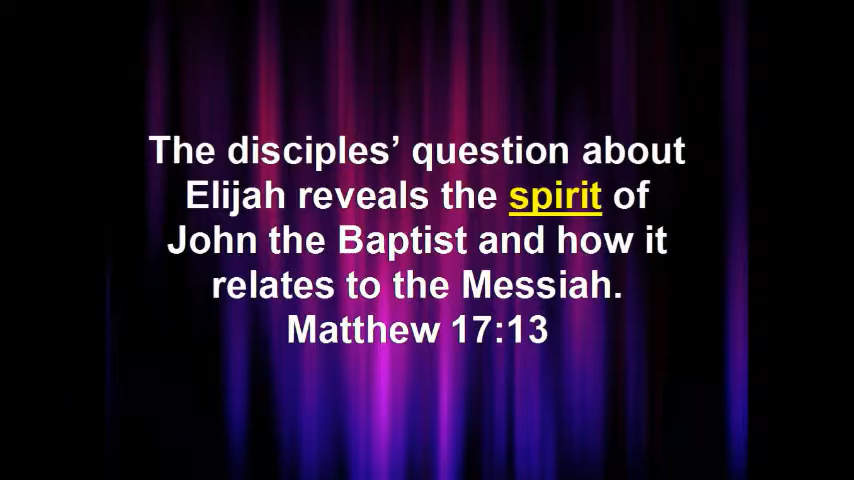 The disciples’ question about
Elijah reveals the spirit of
John the Baptist and how it
relates to the Messiah.
Matthew 17:13